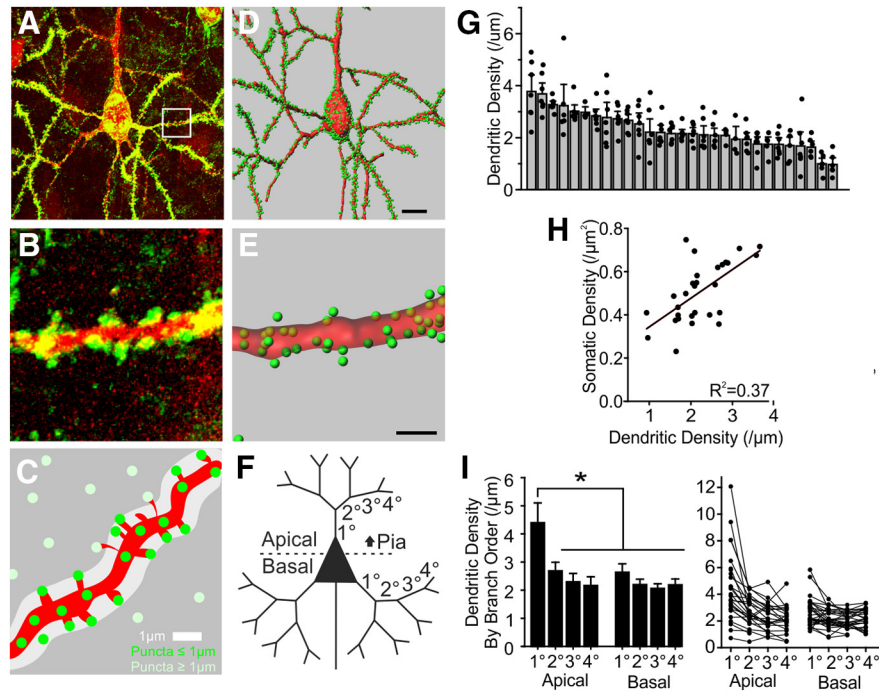 A
D
G
Dendritic Density (/um)
6
4
2
0
B
E
H
Somatic Density (/µm²)
0.8
0.6
0.4
0.2
0.0
1
2
3
4
R²=0.37
Dendritic Density (/µm)
C
1µm
Puncta ≤ 1µm
Puncta ≥ 1µm
F
2° 3° 4°
1°
Apical
Pia
Basal
1°
2° 3° 4°
I
Dendritic Density
By Branch Order (/µm)
6
5
4
3
2
1
0
*
1° 2° 3° 4°
1° 2° 3° 4°
Apical
Basal
12
10
8
6
4
2
0
1° 2° 3° 4°
1° 2° 3° 4°
Apical
Basal